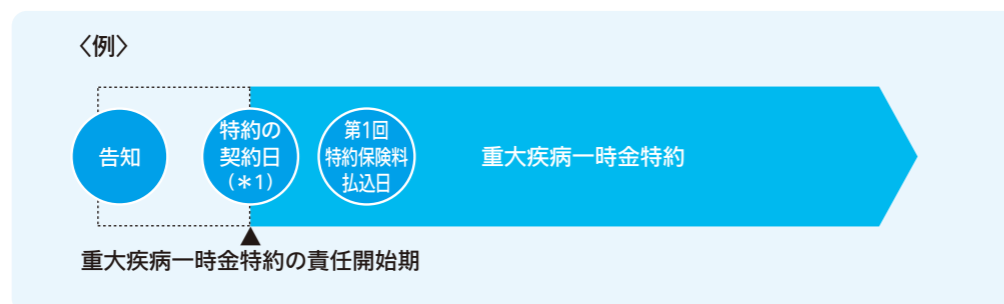 〈例〉
告知
特約の
契約日
（＊1）
第1回
特約保険料
払込日
重大疾病一時金特約
重大疾病一時金特約の責任開始期